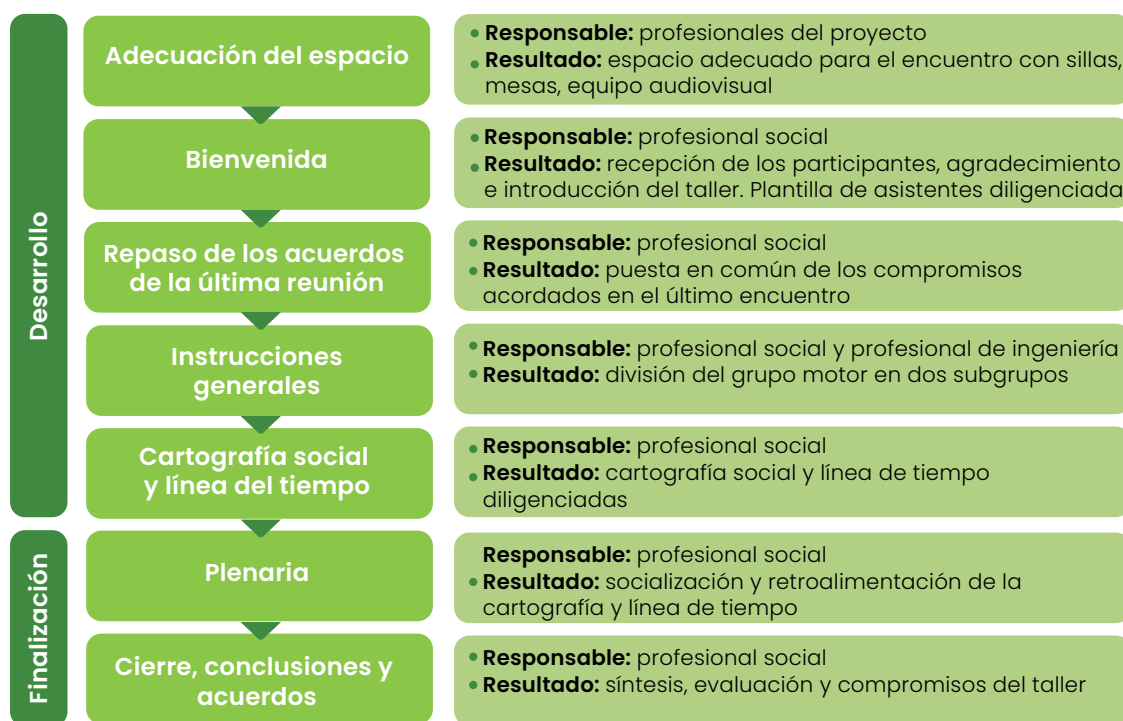 Desarrollo
Adecuación del espacio
• Responsable: profesionales del proyecto
• Resultado: espacio adecuado para el encuentro con sillas,
mesas, equipo audiovisual
Bienvenida
• Responsable: profesional social
• Resultado: recepción de los participantes, agradecimiento
e introducción del taller. Plantilla de asistentes diligenciada
Repaso de los acuerdos
de la última reunión
• Responsable: profesional social
• Resultado: puesta en común de los compromisos
acordados en el último encuentro
Instrucciones
generales
• Responsable: profesional social y profesional de ingeniería
• Resultado: división del grupo motor en dos subgrupos
Cartografía social
y línea del tiempo
• Responsable: profesional social
• Resultado: cartografía social y línea de tiempo
diligenciadas
Finalización
Plenaria
Responsable: profesional social
• Resultado: socialización y retroalimentación de la
cartografía y línea de tiempo
Cierre, conclusiones y
acuerdos
• Responsable: profesional social
• Resultado: síntesis, evaluación y compromisos del taller